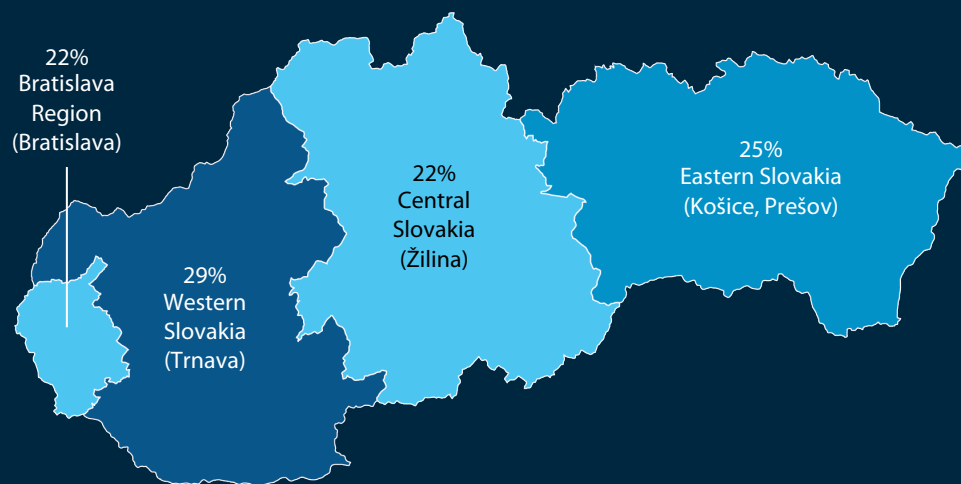 22%
Bratislava
Region
(Bratislava)
29%
Western
Slovakia
(Trnava)
22%
Central
Slovakia
(Žilina)
25%
Eastern Slovakia
(Košice, Prešov)